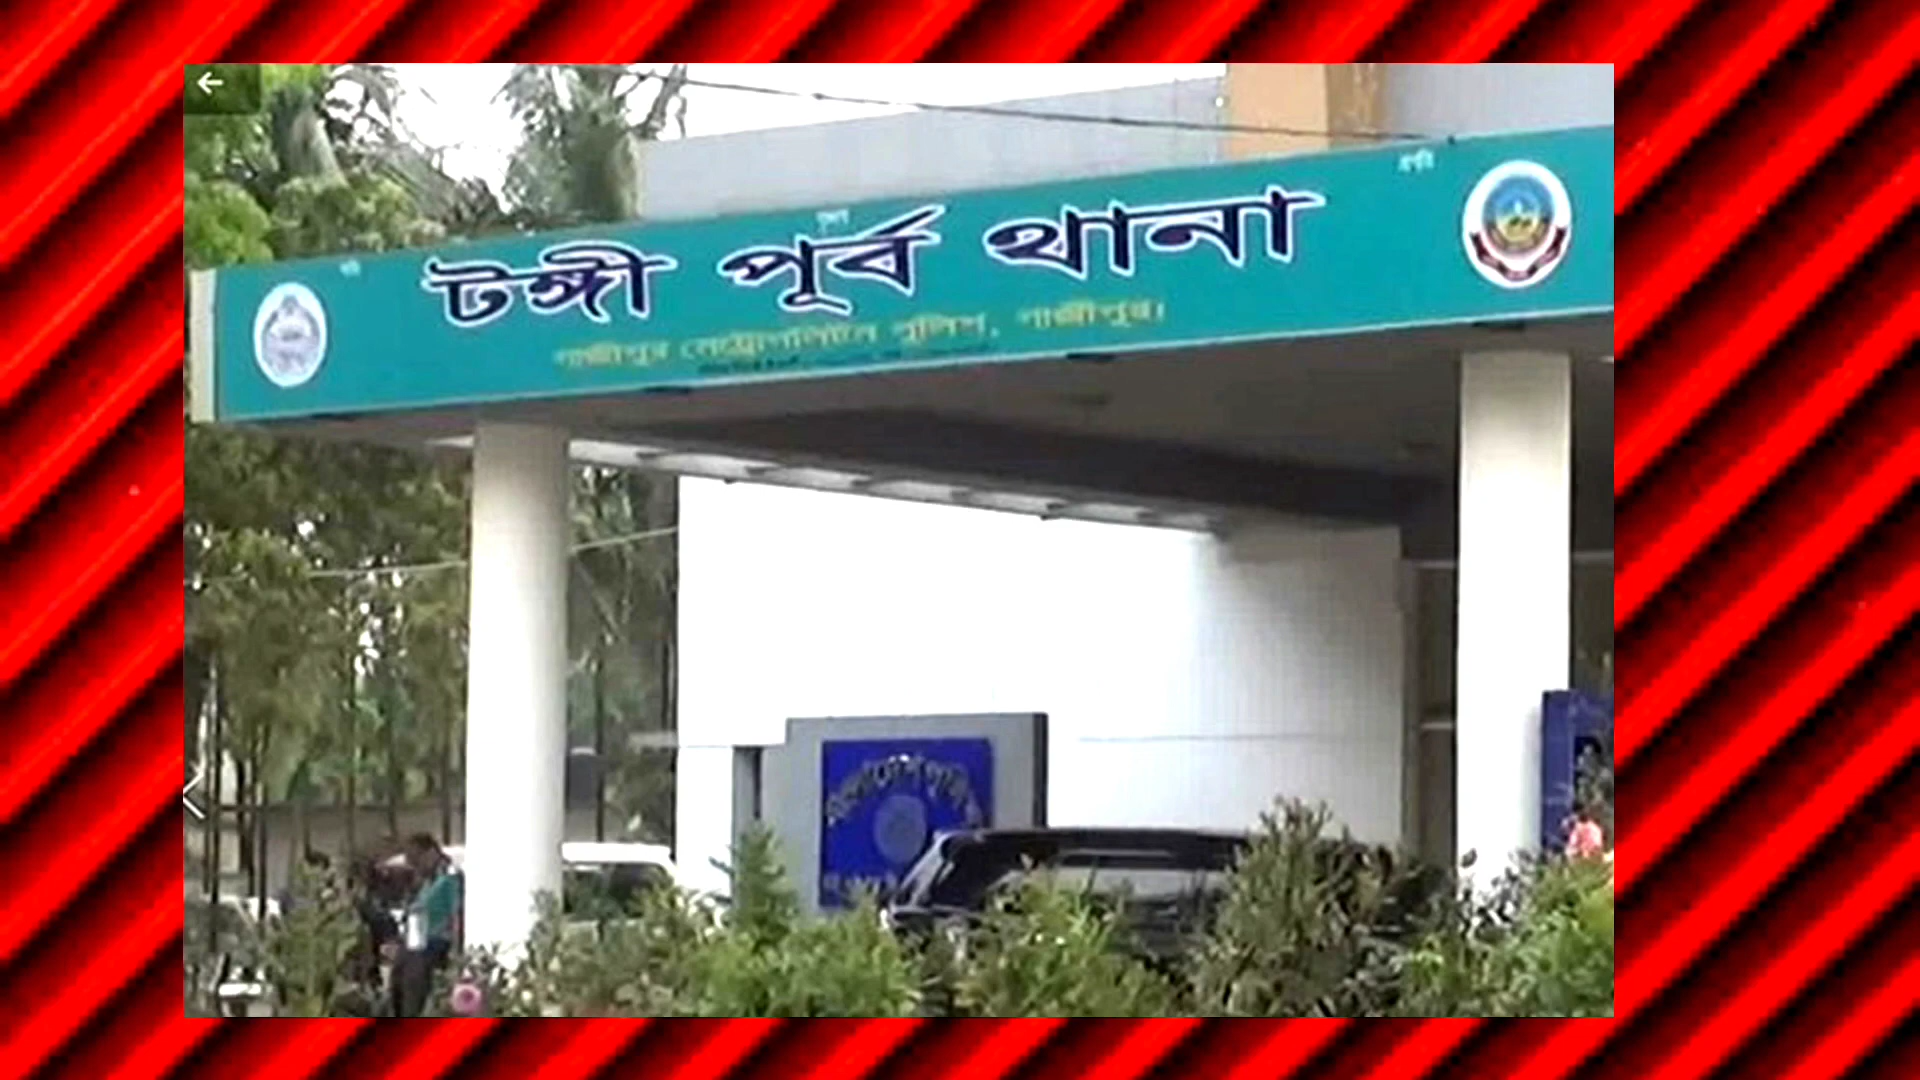 টঙ্গী পূর্ব থানা
গাজীপুর মেট্রোপলিটন পুলিশ, গাজীপুর।